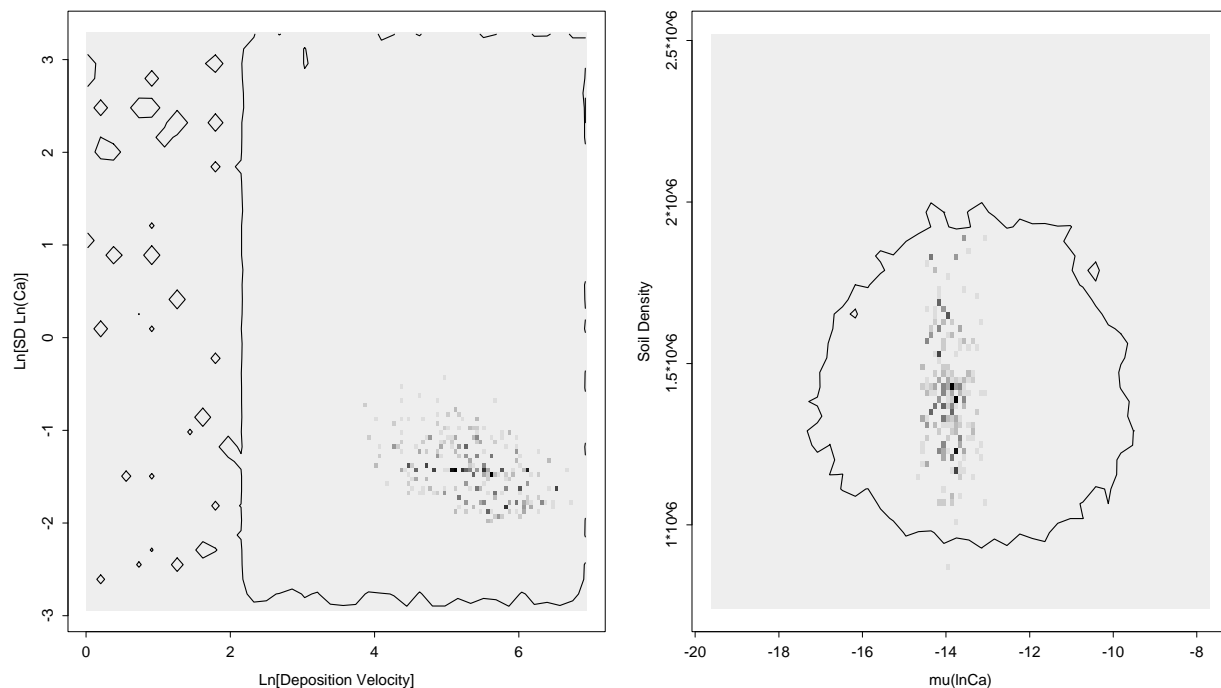 3
2
1
0
-1
-2
-3
Ln[SD Ln(Ca)]
0 2 4 6
Ln[Deposition Velocity]
2.5*10^6
2*10^6
1.5*10^6
1*10^6
Soil Density
-20 -18 -16 -14 -12 -10 -8
mu(lnCa)